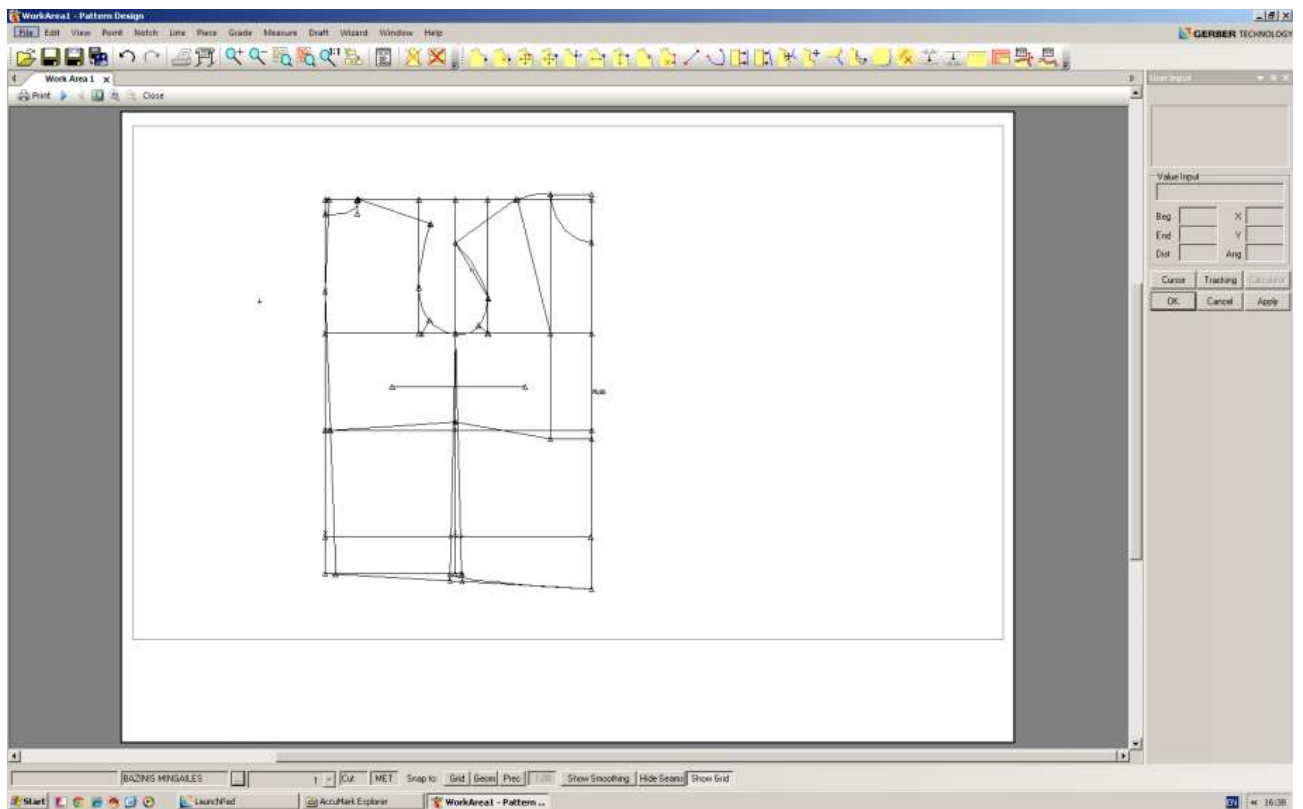 WorkArea1 - Pattern Design
File Edit View Point Notch Line Piece Grade Measure Draft Wizard Window Help
GERBER TECHNOLOGY
Work Area 1 x
User Input
Print Close
Value Input
Beg X
End Y
Dist Ang
Cursor Tracking
OK Cancel Apply
BAZINIS MINGAILES 1 Cut MET Snap to Grid Geom Prec 1.00 Show Smoothing Hide Seams Show Grid
Start LaunchPad AccuMark Explorer WorkArea1 - Pattern ... EN « 16:38